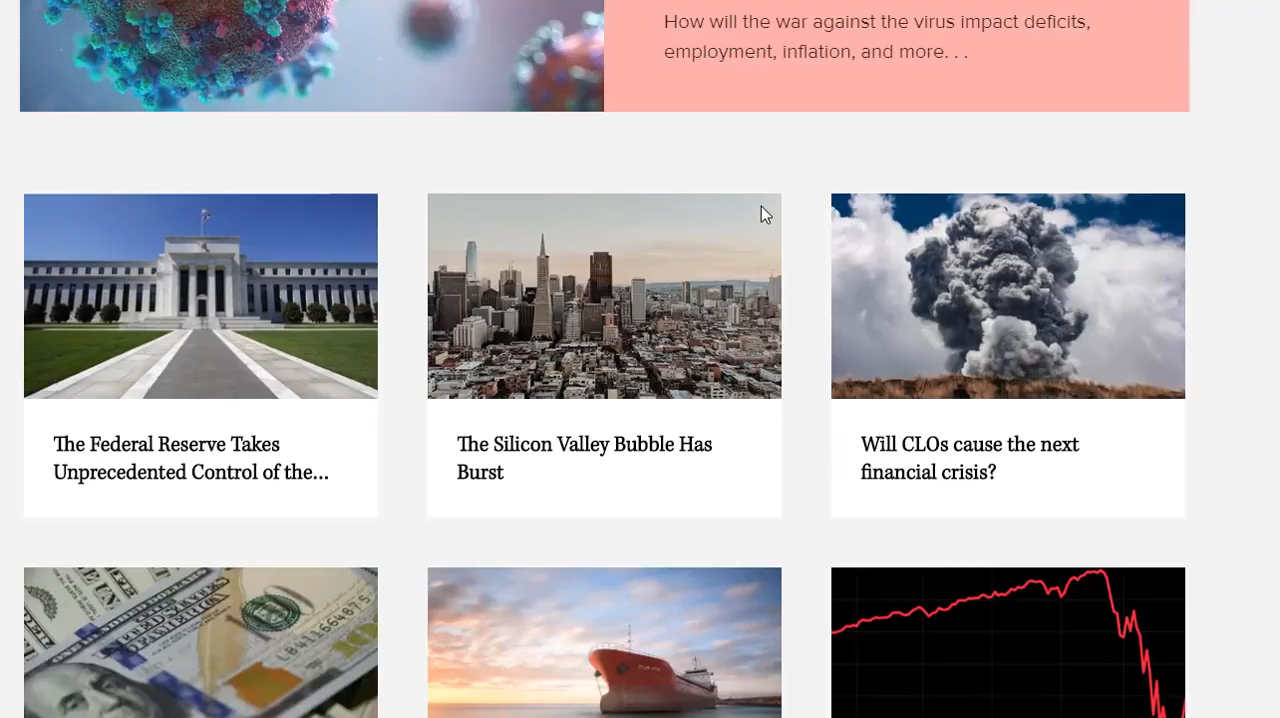 How will the war against the virus impact deficits,
employment, inflation, and more. . .
The Federal Reserve Takes
Unprecedented Control of the...
The Silicon Valley Bubble Has
Burst
Will CLOs cause the next
financial crisis?